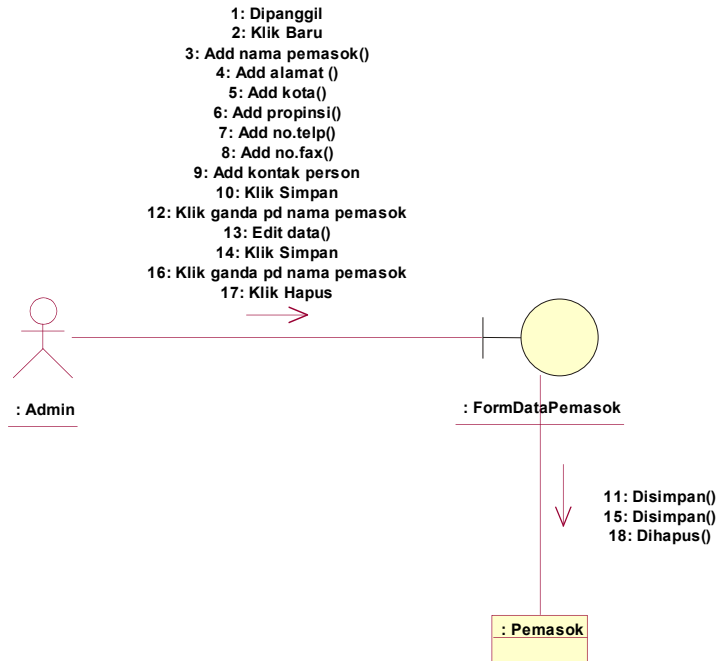 1: Dipanggil
2: Klik Baru
3: Add nama pemasok()
4: Add alamat ()
5: Add kota()
6: Add propinsi()
7: Add no.telp()
8: Add no.fax()
9: Add kontak person
10: Klik Simpan
12: Klik ganda pd nama pemasok
13: Edit data()
14: Klik Simpan
16: Klik ganda pd nama pemasok
17: Klik Hapus
: Admin
: FormDataPemasok
11: Disimpan()
15: Disimpan()
18: Dihapus()
: Pemasok